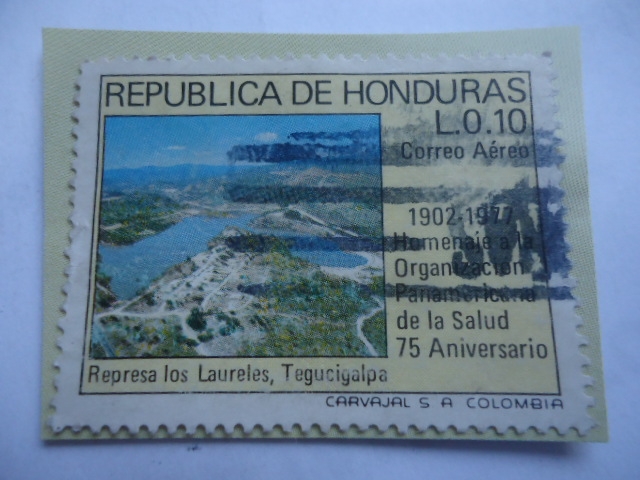 REPUBLICA DE HONDURAS
L.0.10
Correo Aéreo
1902-1977
Homenaje a la
Organización
Panamericana
de la Salud
75 Aniversario
Represa los Laureles, Tegucigalpa
CARVAJAL S A COLOMBIA